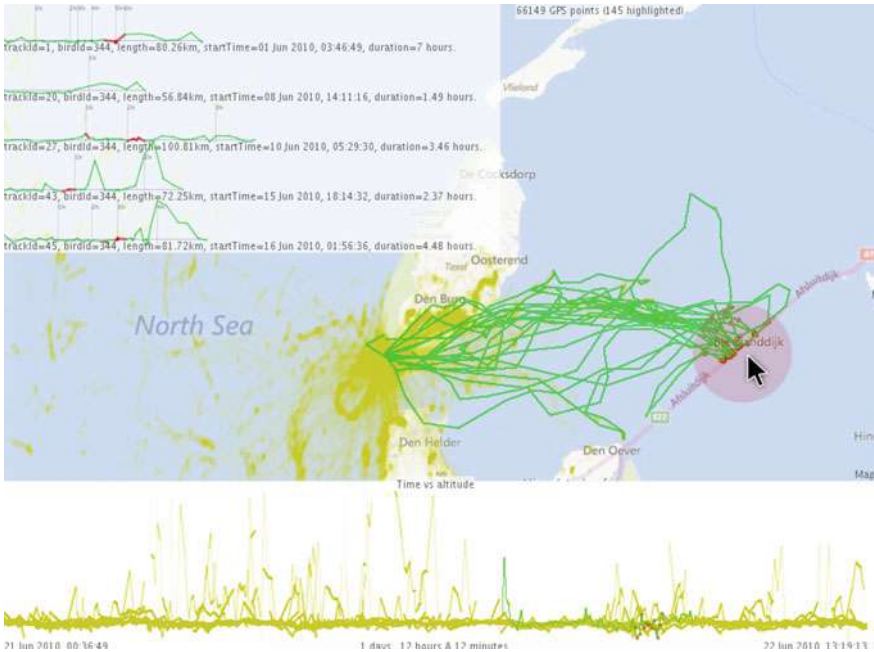 66149 GPS points (145 highlighted)
trackId=1, birdId=344, length=80.26km, startTime=01 Jun 2010, 03:46:49, duration=7 hours.
trackId=20, birdId=344, length=56.84km, startTime=08 Jun 2010, 14:11:16, duration=1.49 hours.
trackId=27, birdId=344, length=100.81km, startTime=10 Jun 2010, 05:29:30, duration=3.46 hours.
trackId=43, birdId=344, length=72.25km, startTime=15 Jun 2010, 18:14:32, duration=2.37 hours.
trackId=45, birdId=344, length=81.72km, startTime=16 Jun 2010, 01:56:36, duration=4.48 hours.
Vlieland
De Cocksdorp
Oosterend
Texel
Den Burg
North Sea
Afsluitdijk
Afsluitdijk
Den Helder
Den Oever
Time vs altitude
21 Jun 2010, 00:36:49
1 days, 12 hours & 12 minutes
22 Jun 2010, 13:19:13